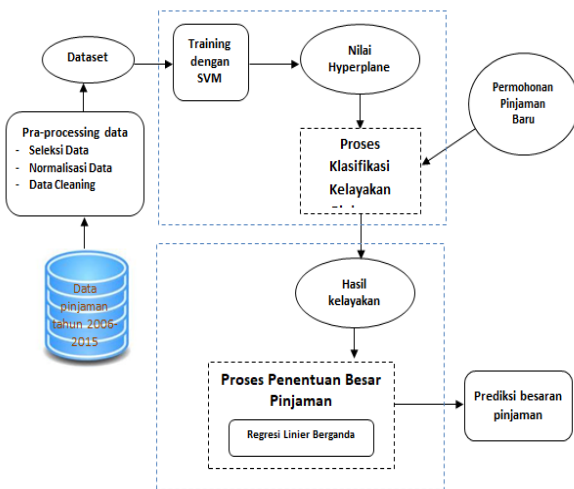 Dataset
Training
dengan
SVM
Nilai
Hyperplane
Permohonan
Pinjaman
Baru
Pra-processing data
- Seleksi Data
- Normalisasi Data
- Data Cleaning
Proses
Klasifikasi
Kelayakan
Data
pinjaman
tahun 2006-
2015
Hasil
kelayakan
Proses Penentuan Besar
Pinjaman
Regresi Linier Berganda
Prediksi besaran
pinjaman